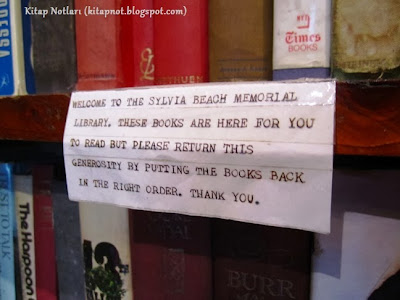 Kitap Notları (kitapnot.blogspot.com)
TIMES
BOOKS
WELCOME TO THE SYLVIA BEACH MEMORIAL
LIBRARY. THESE BOOKS ARE HERE FOR YOU
TO READ BUT PLEASE RETURN THIS
GENEROSITY BY PUTTING THE BOOKS BACK
IN THE RIGHT ORDER. THANK YOU.
The Harpoon
VIDAL
BURR